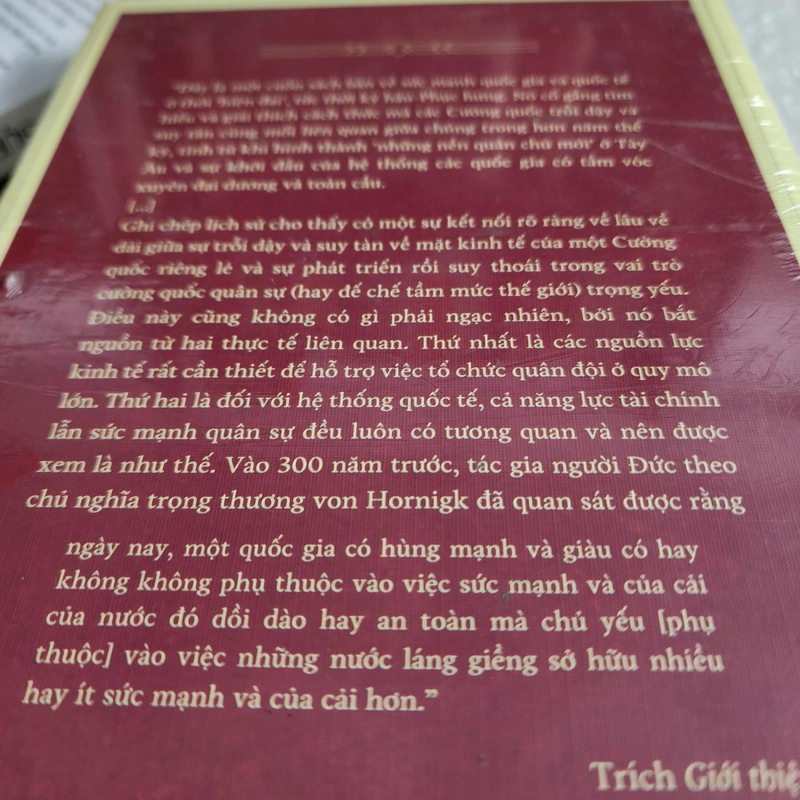 "Đây là một cuốn sách bàn về sức mạnh quốc gia và quốc tế
ở thời 'hiện đại', tức thời kỳ hậu Phục hưng. Nó cố gắng tìm
hiểu và giải thích cách thức mà các Cường quốc trỗi dậy và
suy tàn cùng mối liên quan giữa chúng trong hơn năm thế
kỷ, tính từ khi hình thành 'những nền quân chủ mới' ở Tây
Âu và sự khởi đầu của hệ thống các quốc gia có tầm vóc
xuyên đại dương và toàn cầu.
[...]
Ghi chép lịch sử cho thấy có một sự kết nối rõ ràng về lâu về
dài giữa sự trỗi dậy và suy tàn về mặt kinh tế của một Cường
quốc riêng lẻ và sự phát triển rồi suy thoái trong vai trò
cường quốc quân sự (hay đế chế tầm mức thế giới) trọng yếu.
Điều này cũng không có gì phải ngạc nhiên, bởi nó bắt
nguồn từ hai thực tế liên quan. Thứ nhất là các nguồn lực
kinh tế rất cần thiết để hỗ trợ việc tổ chức quân đội ở quy mô
lớn. Thứ hai là đối với hệ thống quốc tế, cả năng lực tài chính
lẫn sức mạnh quân sự đều luôn có tương quan và nên được
xem là như thế. Vào 300 năm trước, tác gia người Đức theo
chủ nghĩa trọng thương von Hornigk đã quan sát được rằng
ngày nay, một quốc gia có hùng mạnh và giàu có hay
không không phụ thuộc vào việc sức mạnh và của cải
của nước đó dồi dào hay an toàn mà chủ yếu [phụ
thuộc] vào việc những nước láng giềng sở hữu nhiều
hay ít sức mạnh và của cải hơn."
Trích Giới thiệ